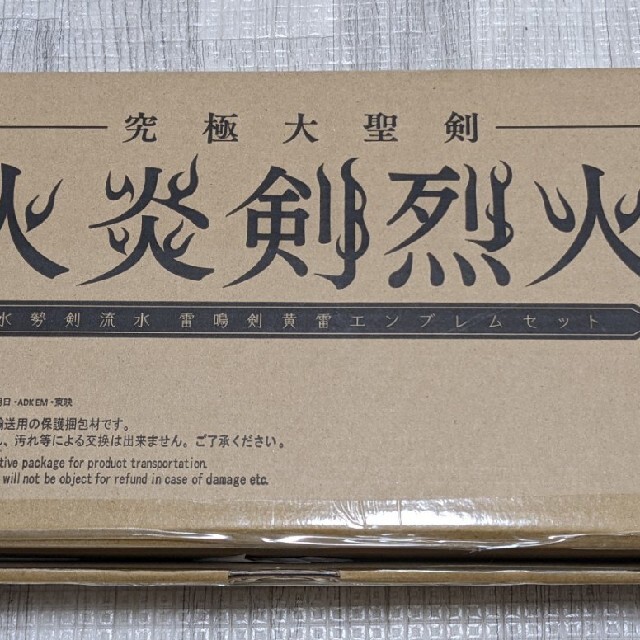 究極大聖剣
火炎剣烈火
水勢剣流水 雷鳴剣黄雷エンブレムセット
・ADKEM・東映
輸送用の保護梱包材です。
、汚れ等による交換は出来ません。ご了承ください。
tive package for product transportation.
will not be object for refund in case of damage etc.